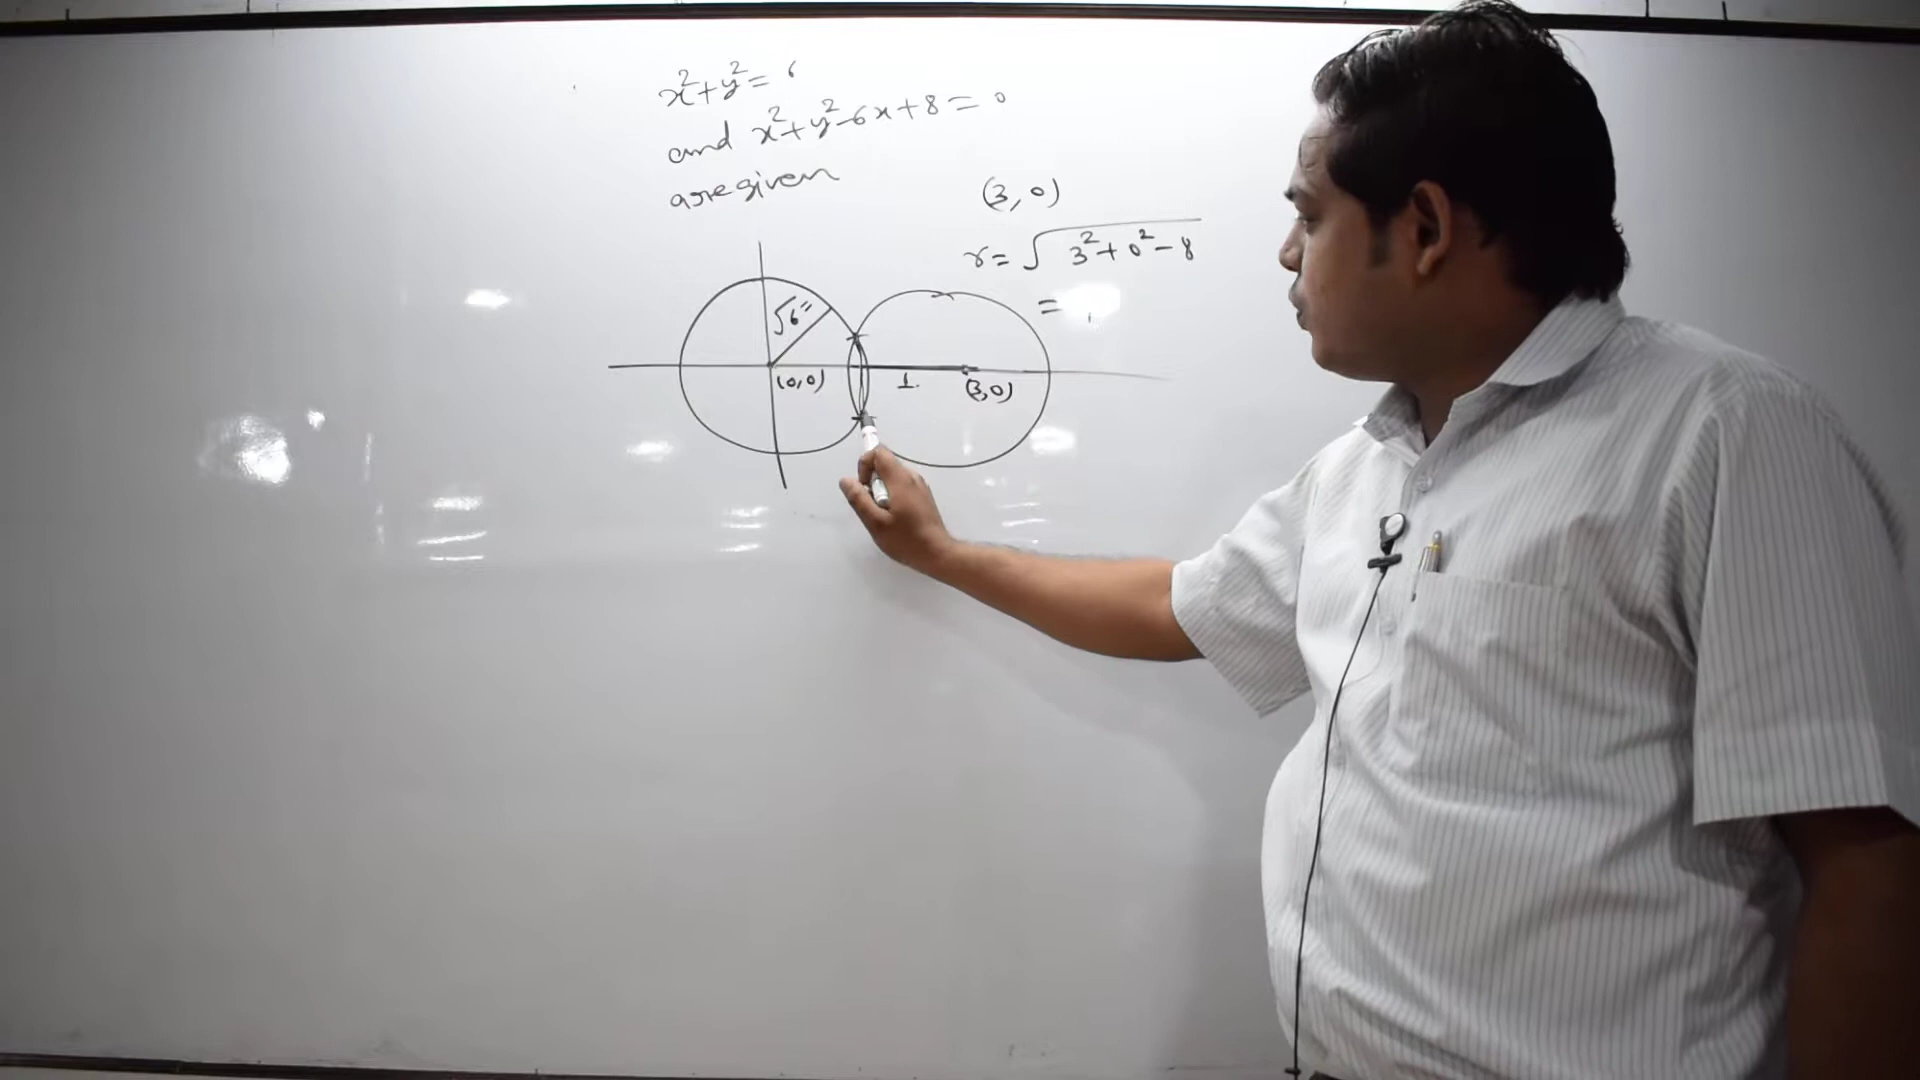 x²+y²= 6
and x²+y²-6x+8=0
are given
(3, 0)
r= √3²+0²-8
=
√6
(0,0)
1
(3,0)